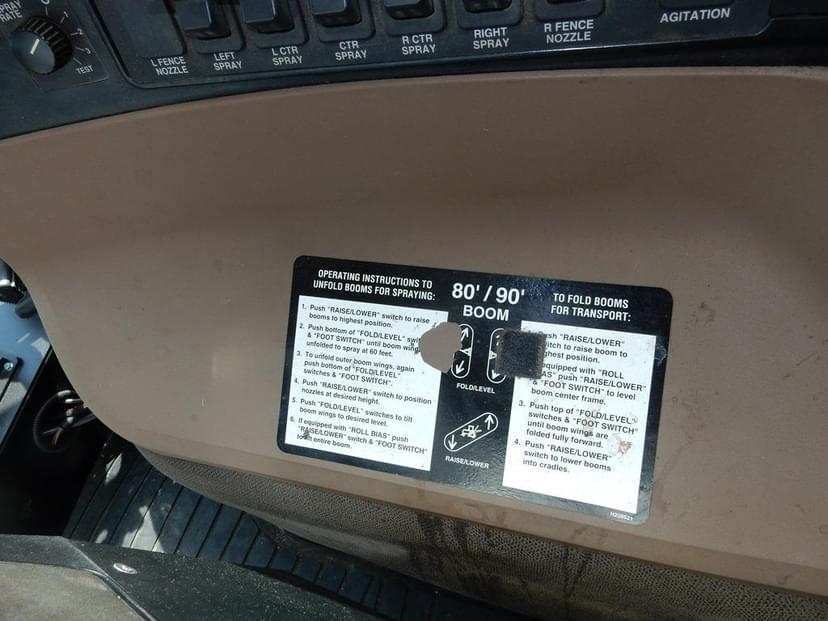 SPRAY
RATE
1
2
3
TEST
L FENCE
NOZZLE
LEFT
SPRAY
L CTR
SPRAY
CTR
SPRAY
R CTR
SPRAY
RIGHT
SPRAY
R FENCE
NOZZLE
AGITATION
OPERATING INSTRUCTIONS TO
UNFOLD BOOMS FOR SPRAYING:
1. Push "RAISE/LOWER" switch to raise
booms to highest position.
2. Push bottom of "FOLD/LEVEL"
& "FOOT SWITCH" until boom
unfolded to spray at 60 feet.
3. To unfold outer boom wings, again
push bottom of "FOLD/LEVEL"
switches & "FOOT SWITCH".
4. Push "RAISE/LOWER" switch to position
nozzles at desired height.
5. Push "FOLD/LEVEL" switches to tilt
boom wings to desired level.
6. If equipped with "ROLL BIAS" push
"RAISE/LOWER" switch & "FOOT SWITCH"
to tilt entire boom.
80' / 90'
BOOM
FOLD/LEVEL
RAISE/LOWER
TO FOLD BOOMS
FOR TRANSPORT:
Push "RAISE/LOWER"
switch to raise boom to
highest position.
equipped with "ROLL
BIAS" push "RAISE/LOWER"
& "FOOT SWITCH" to level
boom center frame.
3. Push top of "FOLD/LEVEL"
switches & "FOOT SWITCH"
until boom wings are
folded fully forward.
4. Push "RAISE/LOWER"
switch to lower booms
into cradles.